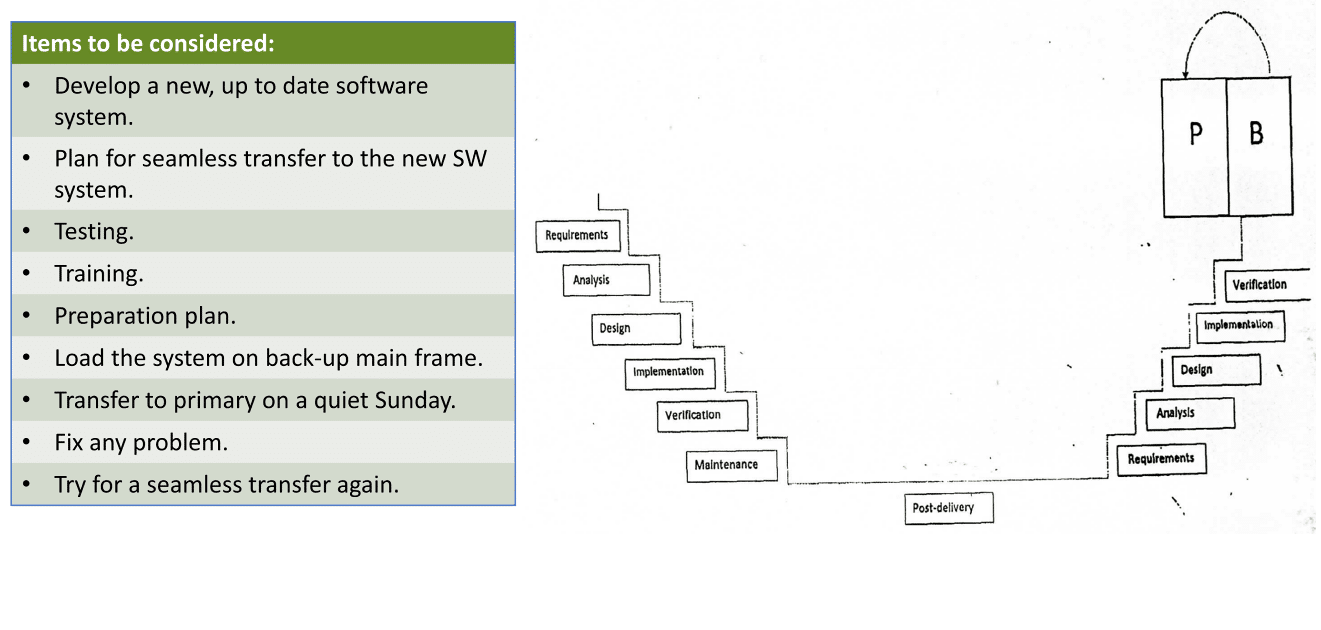 Items to be considered:
• Develop a new, up to date software
system.
• Plan for seamless transfer to the new SW
system.
• Testing.
• Training.
• Preparation plan.
• Load the system on back-up main frame.
• Transfer to primary on a quiet Sunday.
• Fix any problem.
• Try for a seamless transfer again.
Requirements
Analysis
Design
Implementation
Verification
Maintenance
Post-delivery
P B
Verification
Implementation
Design
Analysis
Requirements